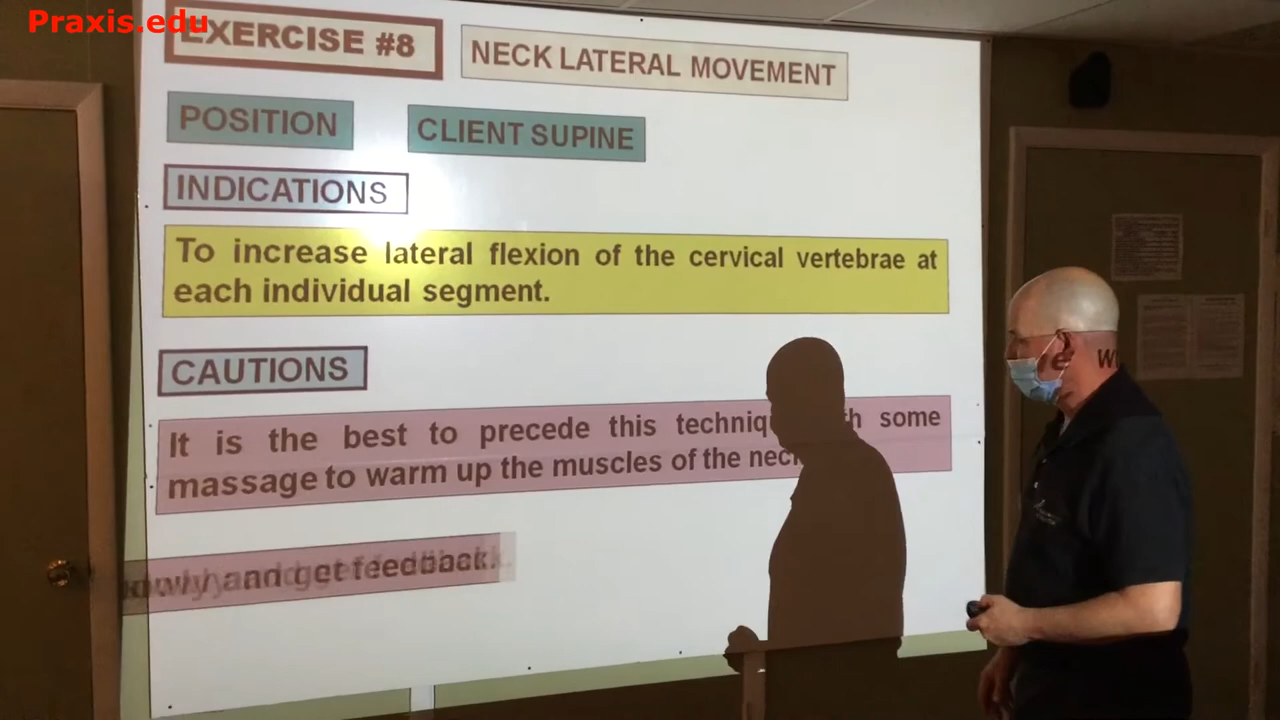 Praxis.edu
EXERCISE #8
NECK LATERAL MOVEMENT
POSITION
CLIENT SUPINE
INDICATIONS
To increase lateral flexion of the cervical vertebrae at
each individual segment.
CAUTIONS
It is the best to precede this some
massage to warm up the muscles of the
and get feedback.